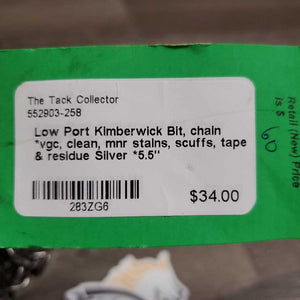 The Tack Collector
552903-258
Low Port Kimberwick Bit, chain
*vgc, clean, mnr stains, scuffs, tape
& residue Silver *5.5"
283ZG6
$34.00
Retail (New) Price
is $ 60